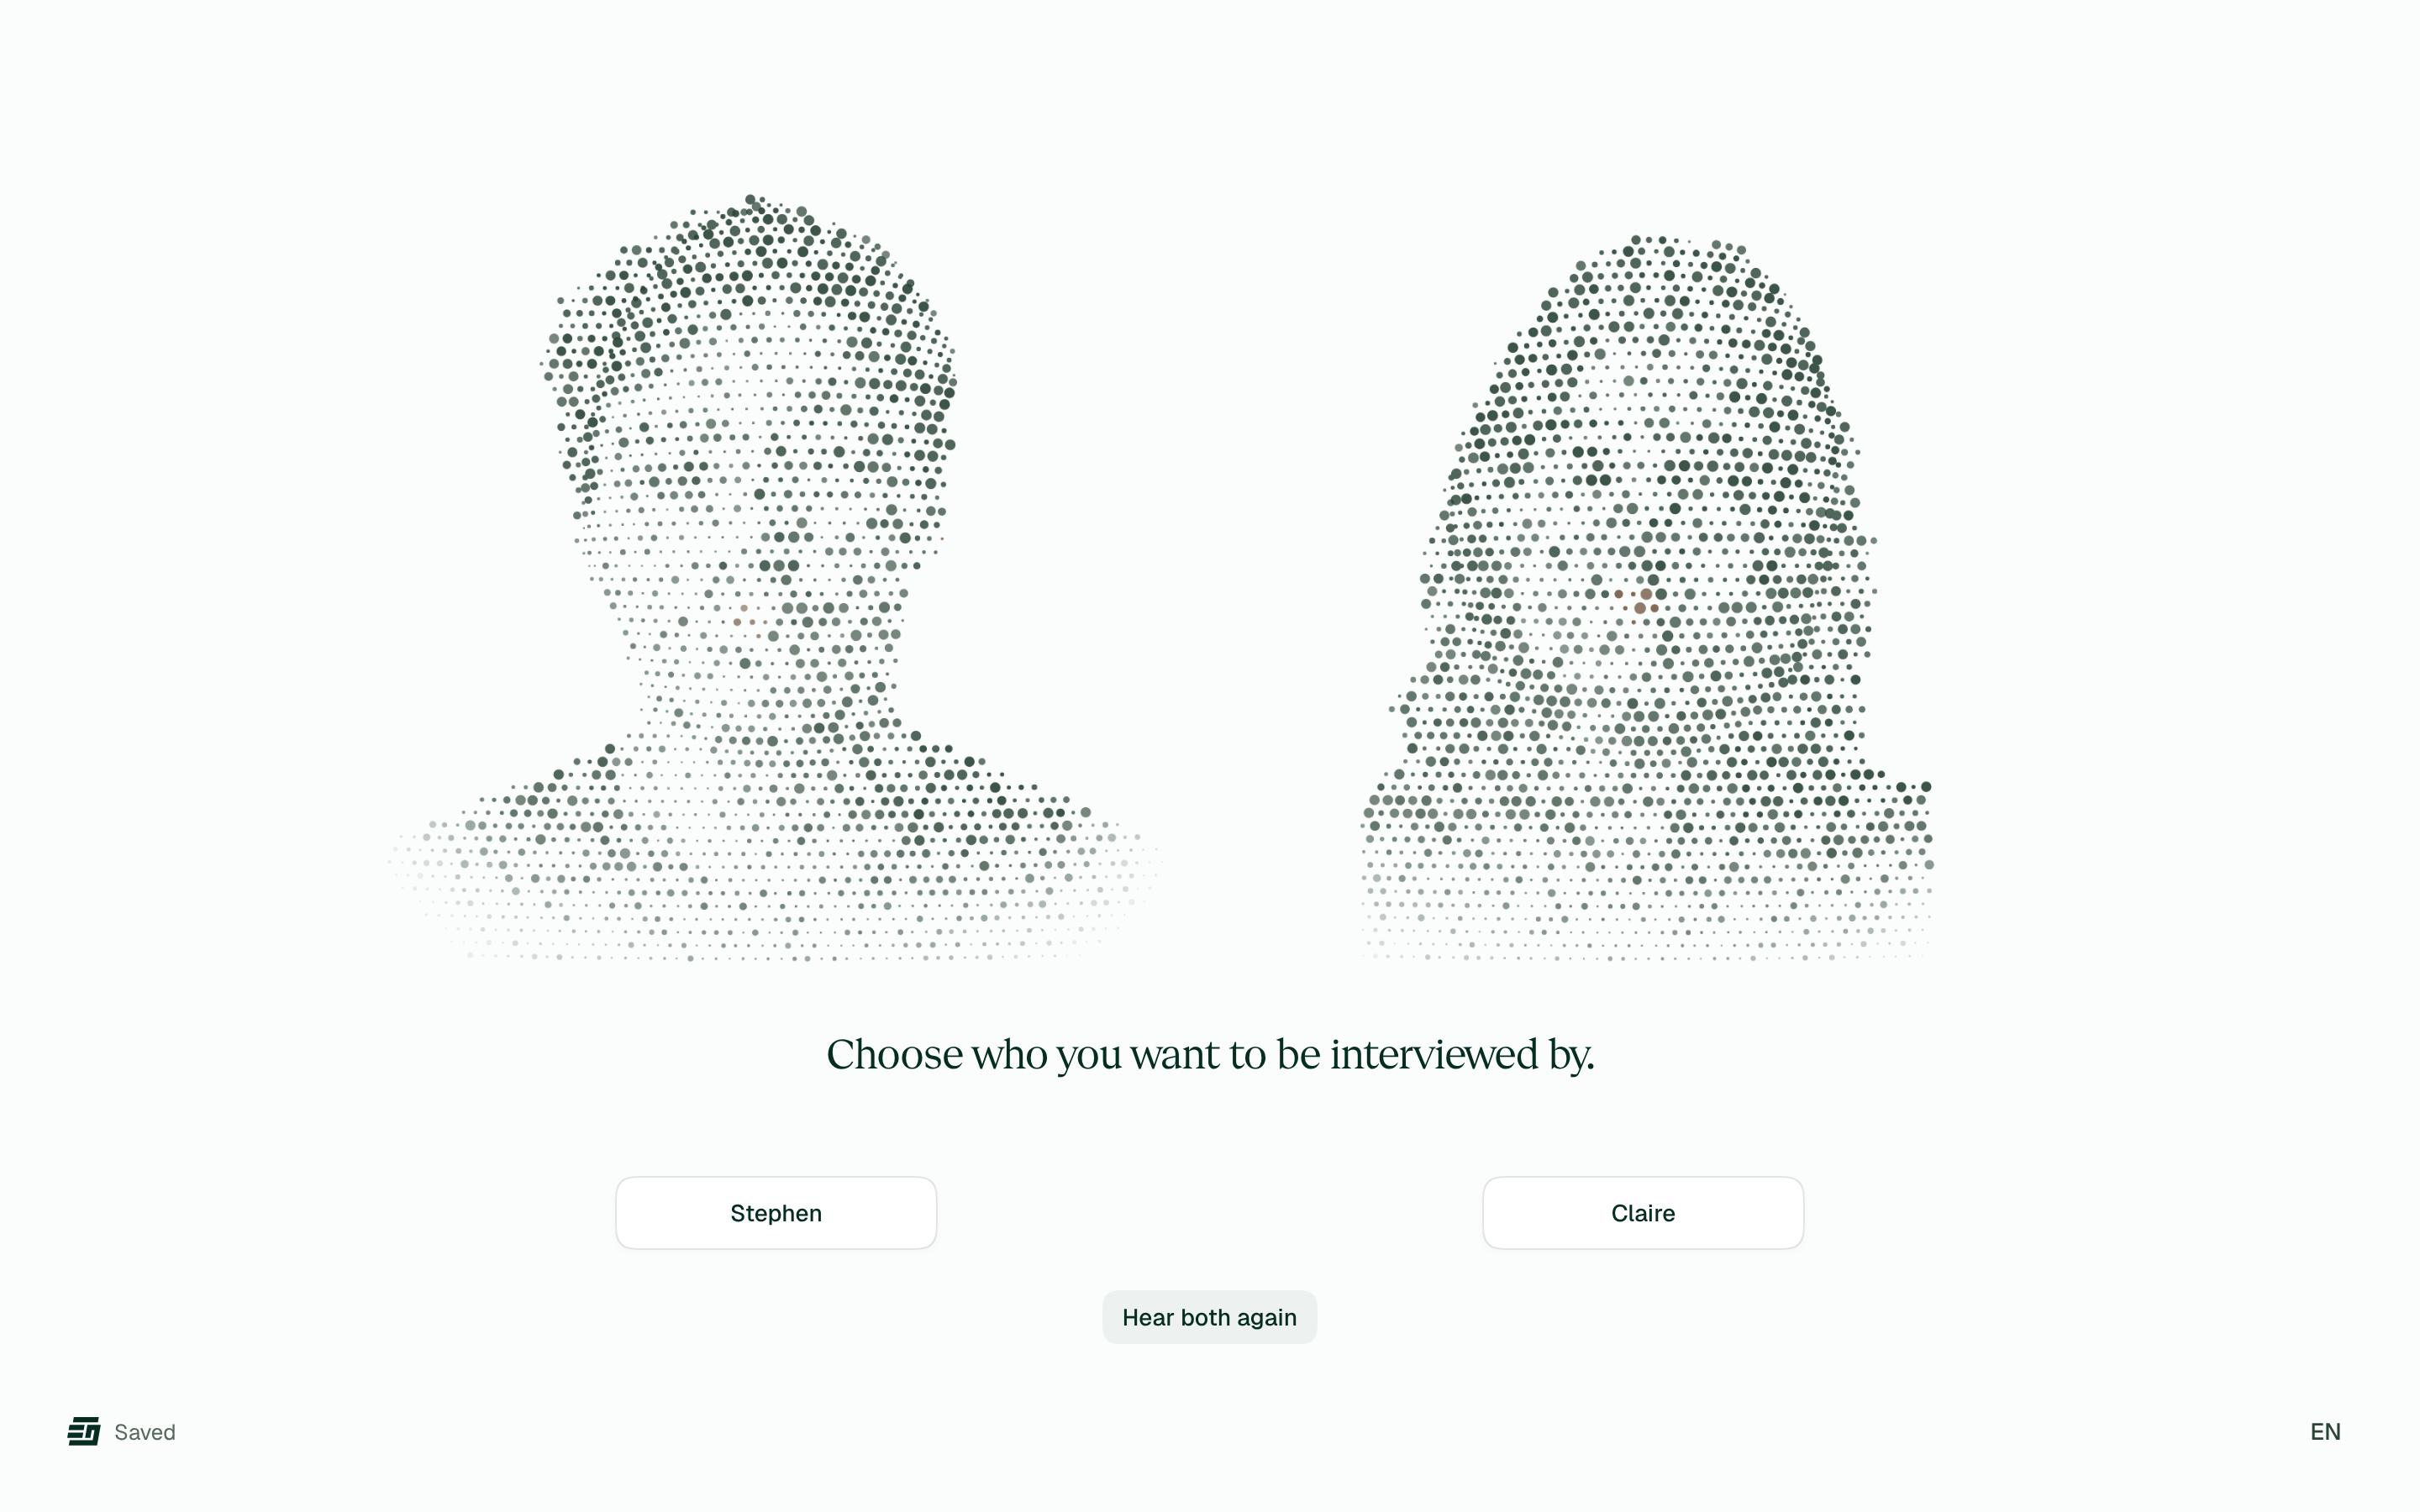 Choose who you want to be interviewed by.
Stephen
Claire
Hear both again
Saved
EN